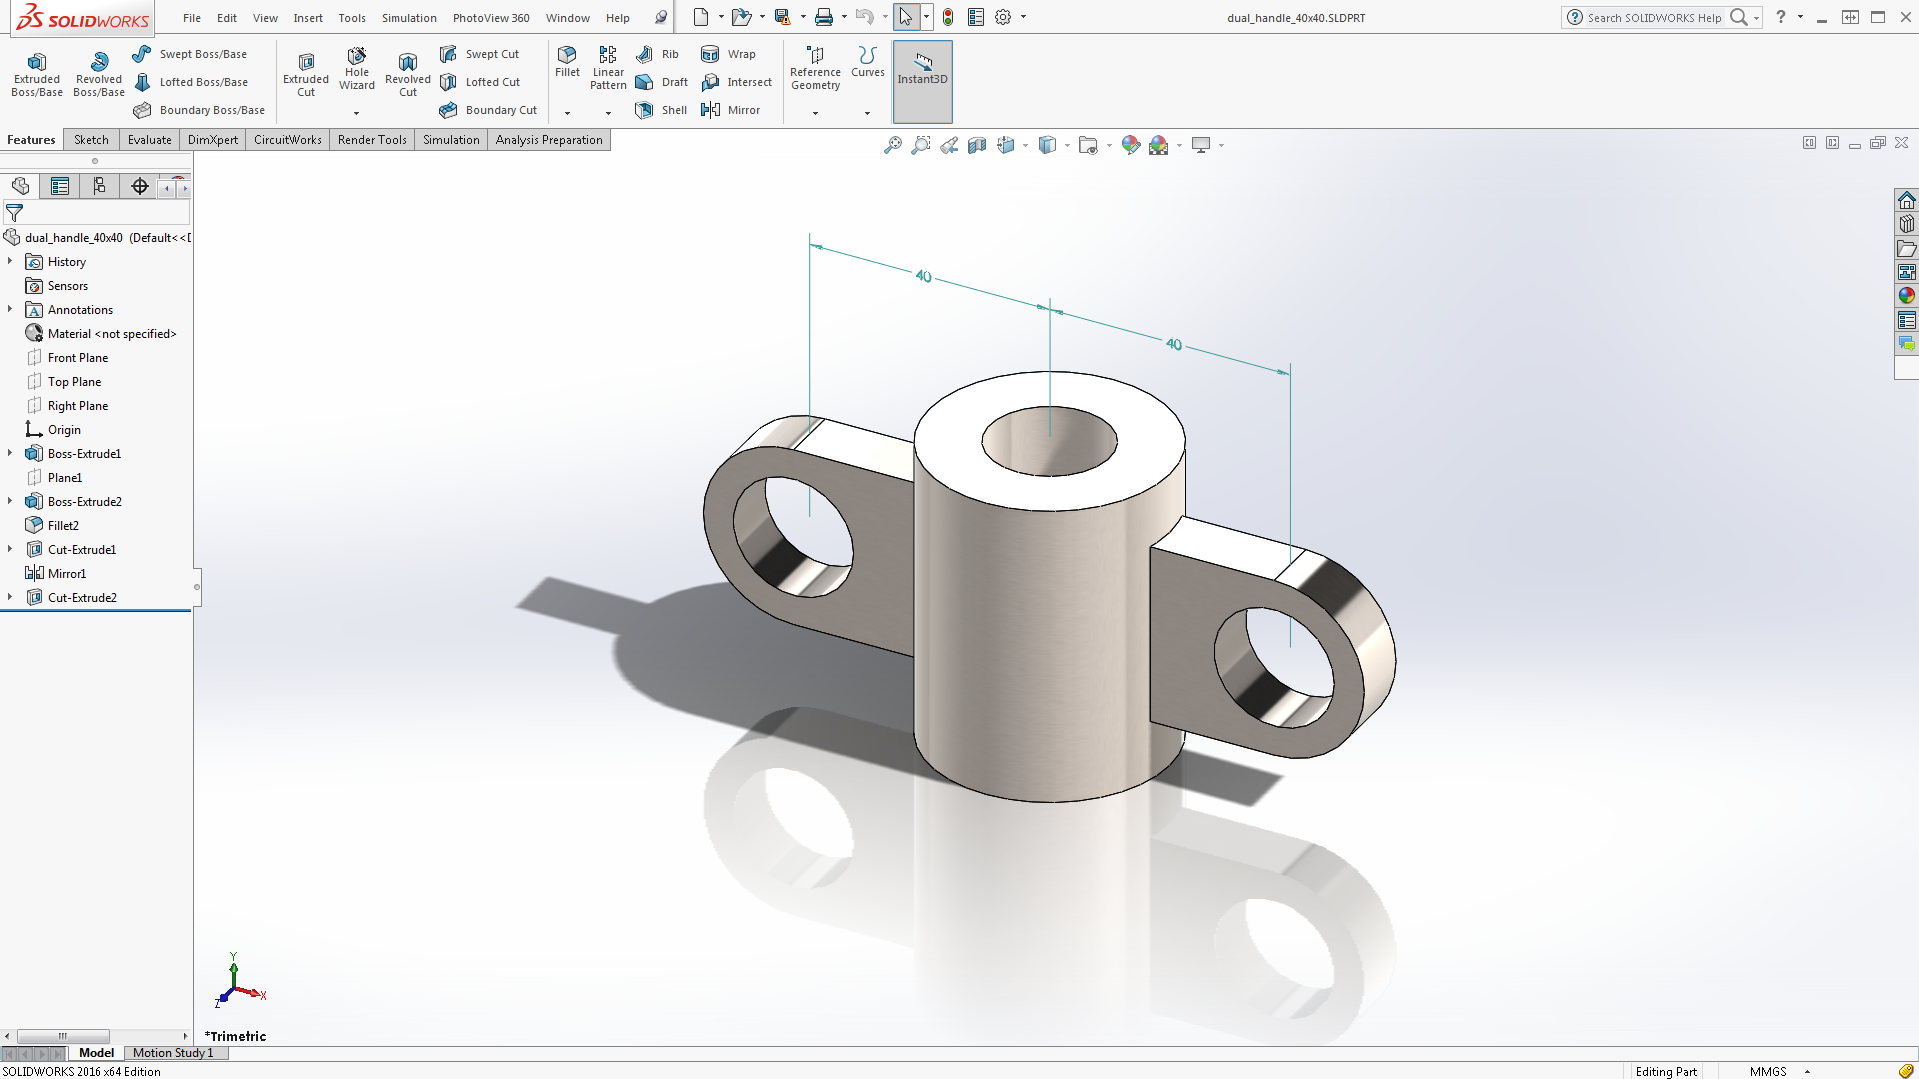 SOLIDWORKS File Edit View Insert Tools Simulation PhotoView 360 Window Help dual_handle_40x40.SLDPRT Search SOLIDWORKS Help
Extruded Boss/Base
Revolved Boss/Base
Swept Boss/Base
Lofted Boss/Base
Boundary Boss/Base
Extruded Cut
Hole Wizard
Revolved Cut
Swept Cut
Lofted Cut
Boundary Cut
Fillet
Linear Pattern
Rib
Draft
Shell
Wrap
Intersect
Mirror
Reference Geometry
Curves
Instant3D
Features Sketch Evaluate DimXpert CircuitWorks Render Tools Simulation Analysis Preparation
dual_handle_40x40 (Default<<D
History
Sensors
Annotations
Material <not specified>
Front Plane
Top Plane
Right Plane
Origin
Boss-Extrude1
Plane1
Boss-Extrude2
Fillet2
Cut-Extrude1
Mirror1
Cut-Extrude2
40
40
Y
X
Z
*Trimetric
Model Motion Study 1
SOLIDWORKS 2016 x64 Edition Editing Part MMGS